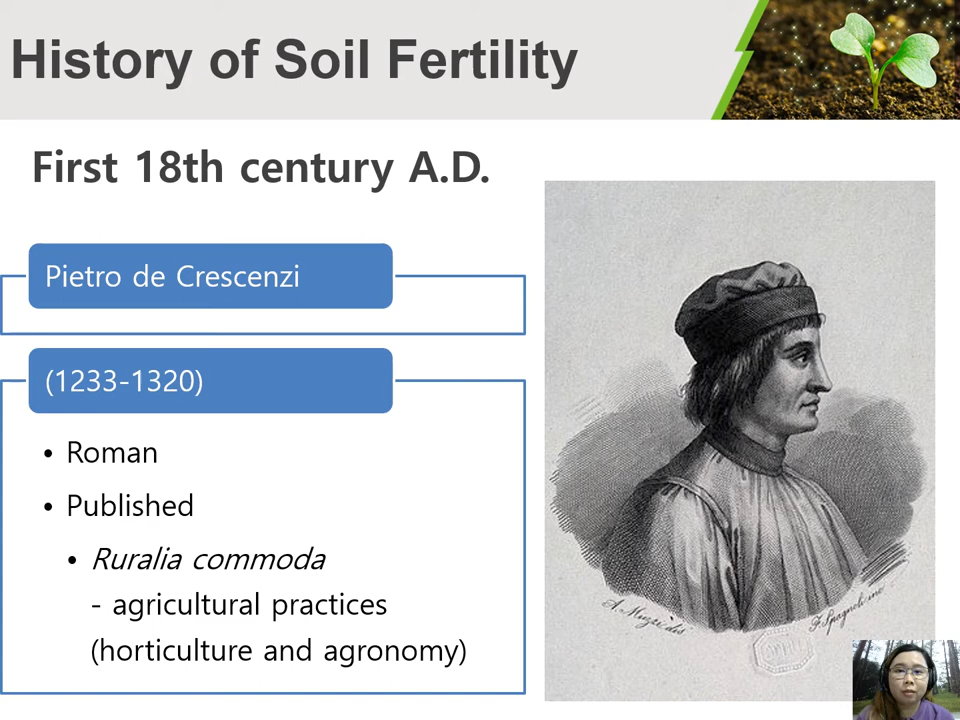 History of Soil Fertility
First 18th century A.D.
Pietro de Crescenzi
(1233-1320)
• Roman
• Published
• Ruralia commoda
- agricultural practices
(horticulture and agronomy)